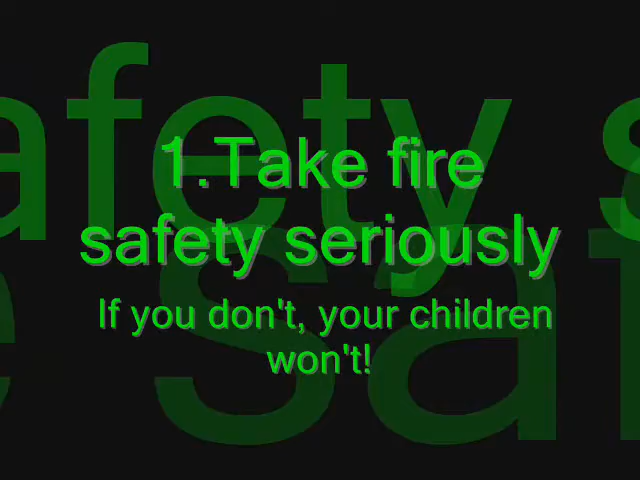 1.Take fire
safety seriously
If you don't, your children
won't!